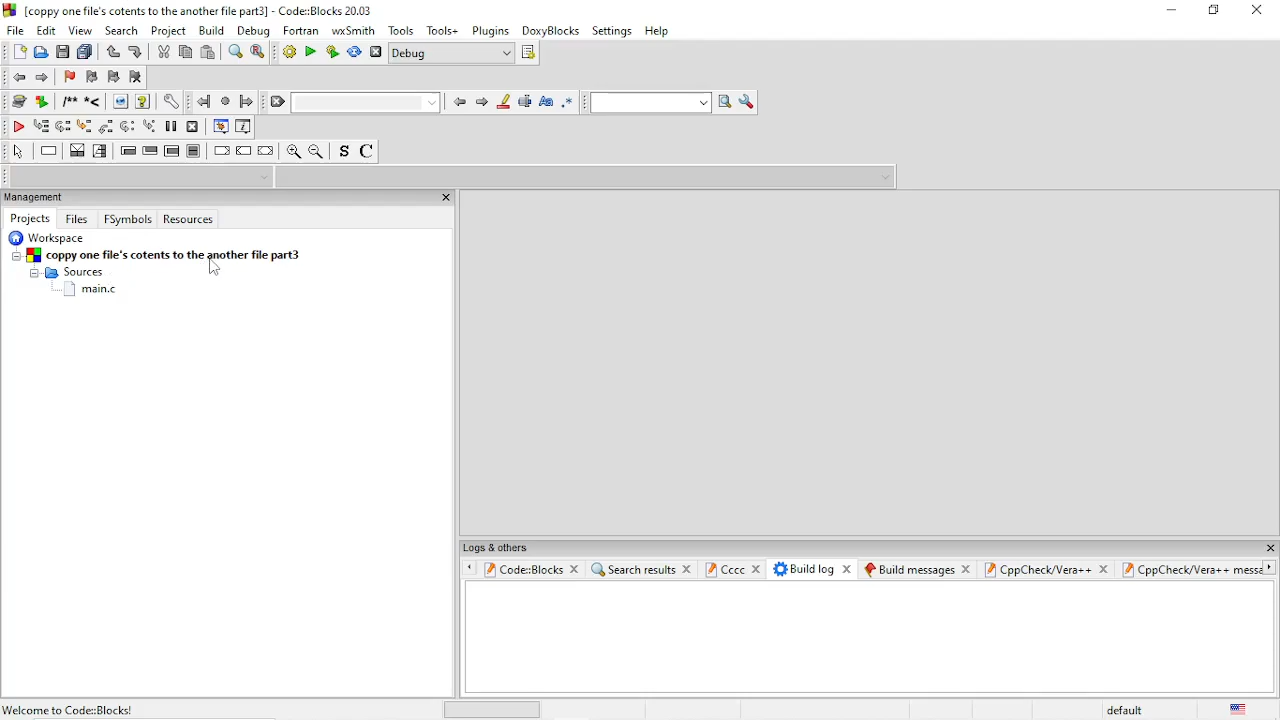 [coppy one file's cotents to the another file part3] - Code::Blocks 20.03
File Edit View Search Project Build Debug Fortran wxSmith Tools Tools+ Plugins DoxyBlocks Settings Help
Debug
/** *<
S C
Management
Projects Files FSymbols Resources
Workspace
coppy one file's cotents to the another file part3
Sources
main.c
Logs & others
Code::Blocks Search results Cccc Build log Build messages CppCheck/Vera++ CppCheck/Vera++ messa
Welcome to Code::Blocks! default